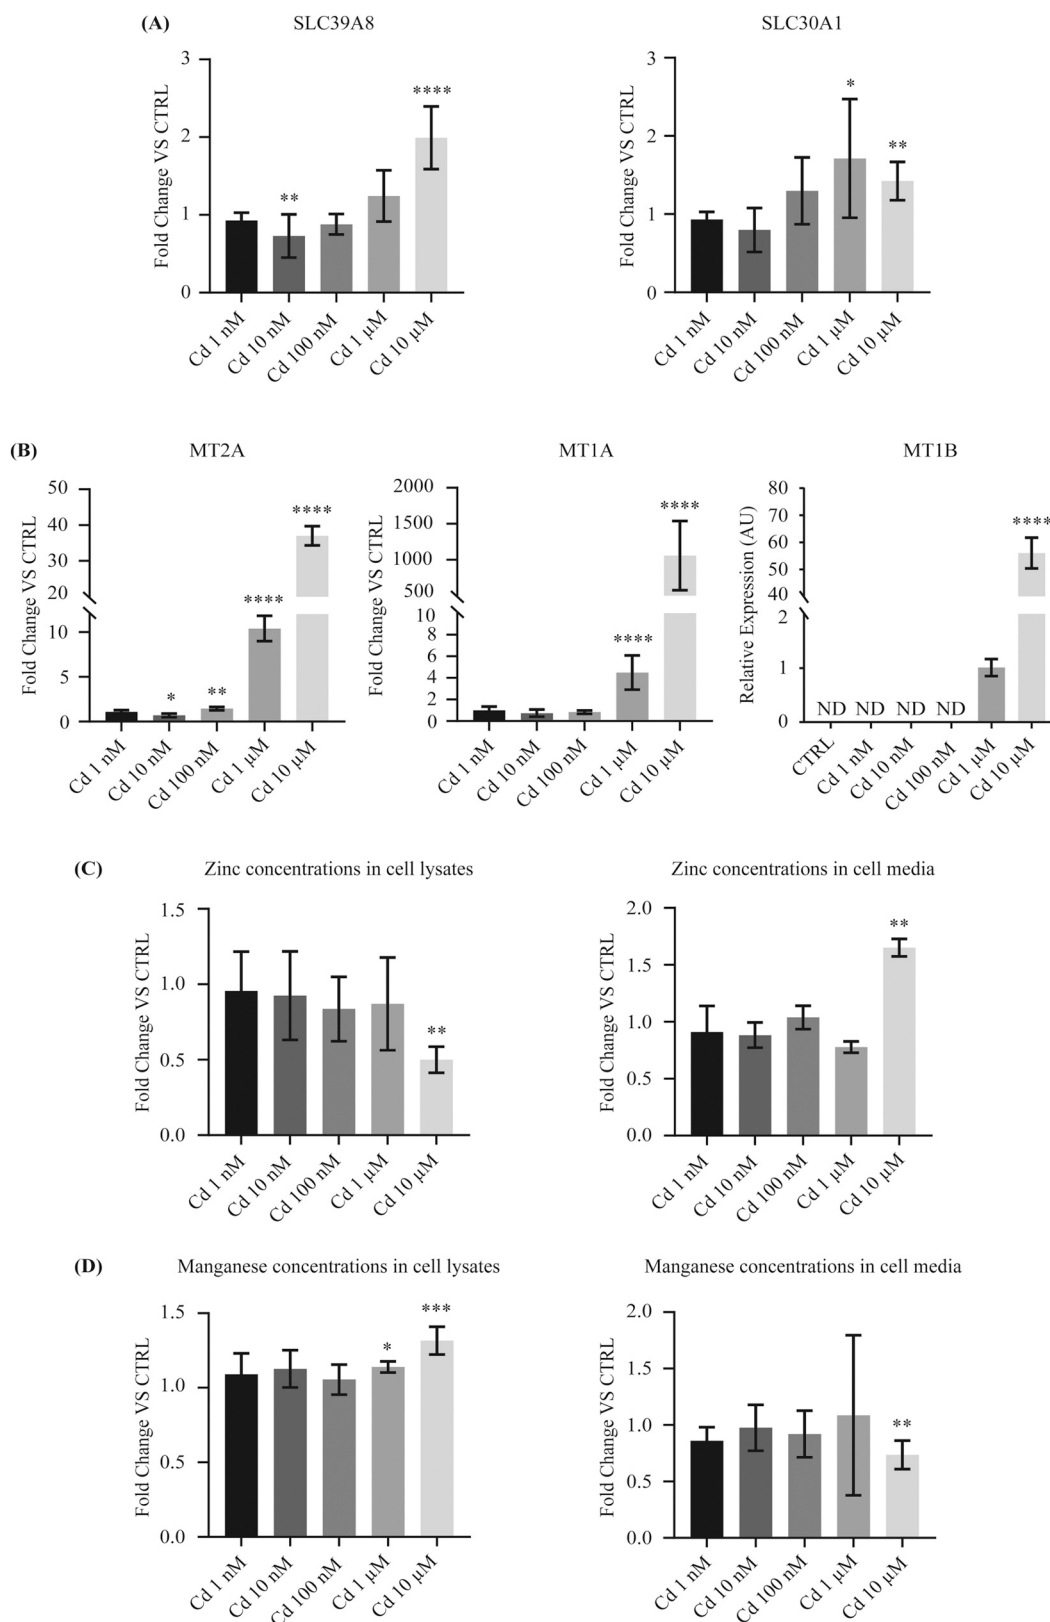 (A)
SLC39A8
SLC30A1
Fold Change VS CTRL
3
2
1
0
**
****
Cd 1 nM
Cd 10 nM
Cd 100 nM
Cd 1 µM
Cd 10 µM
Fold Change VS CTRL
3
2
1
0
*
**
Cd 1 nM
Cd 10 nM
Cd 100 nM
Cd 1 µM
Cd 10 µM
(B)
MT2A
MT1A
MT1B
Fold Change VS CTRL
50
40
30
20
10
0
*
**
****
****
Cd 1 nM
Cd 10 nM
Cd 100 nM
Cd 1 µM
Cd 10 µM
Fold Change VS CTRL
2000
1500
1000
500
10
8
6
4
2
0
****
****
Cd 1 nM
Cd 10 nM
Cd 100 nM
Cd 1 µM
Cd 10 µM
Relative Expression (AU)
80
70
60
50
40
2
1
0
ND ND ND ND
****
CTRL
Cd 1 nM
Cd 10 nM
Cd 100 nM
Cd 1 µM
Cd 10 µM
(C)
Zinc concentrations in cell lysates
Zinc concentrations in cell media
Fold Change VS CTRL
1.5
1.0
0.5
0.0
**
Cd 1 nM
Cd 10 nM
Cd 100 nM
Cd 1 µM
Cd 10 µM
Fold Change VS CTRL
2.0
1.5
1.0
0.5
0.0
**
Cd 1 nM
Cd 10 nM
Cd 100 nM
Cd 1 µM
Cd 10 µM
(D)
Manganese concentrations in cell lysates
Manganese concentrations in cell media
Fold Change VS CTRL
1.5
1.0
0.5
0.0
*
***
Cd 1 nM
Cd 10 nM
Cd 100 nM
Cd 1 µM
Cd 10 µM
Fold Change VS CTRL
2.0
1.5
1.0
0.5
0.0
**
Cd 1 nM
Cd 10 nM
Cd 100 nM
Cd 1 µM
Cd 10 µM